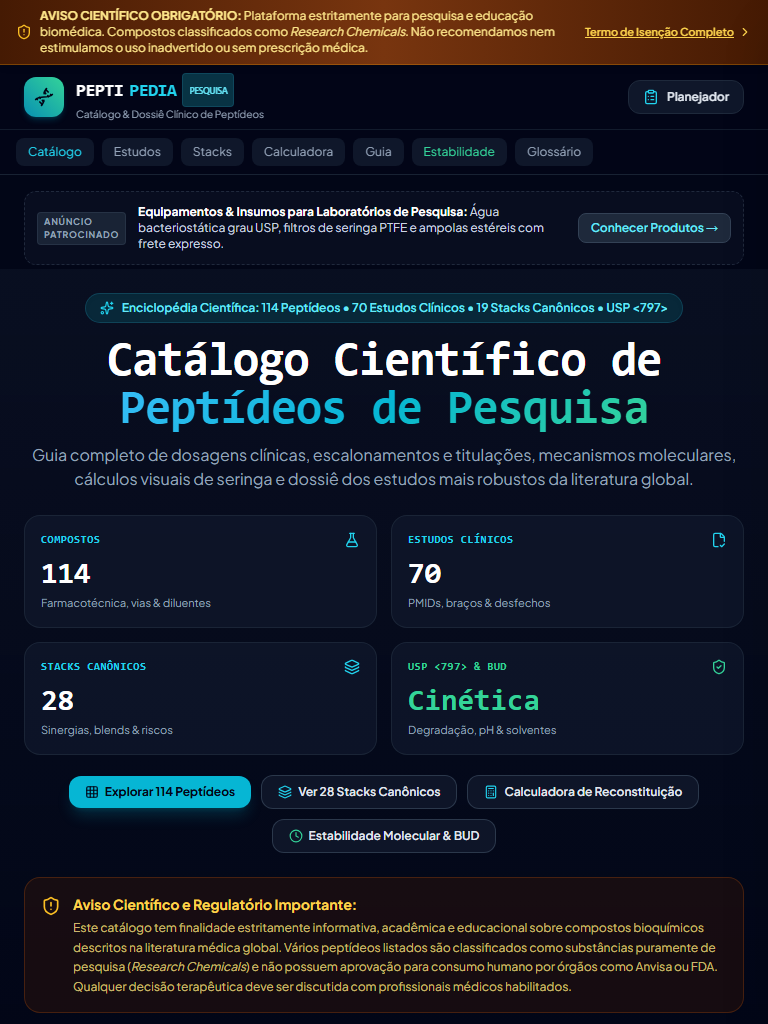 AVISO CIENTÍFICO OBRIGATÓRIO: Plataforma estritamente para pesquisa e educação
biomédica. Compostos classificados como Research Chemicals. Não recomendamos nem
estimulamos o uso inadvertido ou sem prescrição médica.
Termo de Isenção Completo
PEPTI PEDIA PESQUISA
Catálogo & Dossiê Clínico de Peptídeos
Planejador
Catálogo Estudos Stacks Calculadora Guia Estabilidade Glossário
ANÚNCIO
PATROCINADO
Equipamentos & Insumos para Laboratórios de Pesquisa: Água
bacteriostática grau USP, filtros de seringa PTFE e ampolas estéreis com
frete expresso.
Conhecer Produtos →
Enciclopédia Científica: 114 Peptídeos • 70 Estudos Clínicos • 19 Stacks Canônicos • USP <797>
Catálogo Científico de
Peptídeos de Pesquisa
Guia completo de dosagens clínicas, escalonamentos e titulações, mecanismos moleculares,
cálculos visuais de seringa e dossiê dos estudos mais robustos da literatura global.
COMPOSTOS
114
Farmacotécnica, vias & diluentes
ESTUDOS CLÍNICOS
70
PMIDs, braços & desfechos
STACKS CANÔNICOS
28
Sinergias, blends & riscos
USP <797> & BUD
Cinética
Degradação, pH & solventes
Explorar 114 Peptídeos
Ver 28 Stacks Canônicos
Calculadora de Reconstituição
Estabilidade Molecular & BUD
Aviso Científico e Regulatório Importante:
Este catálogo tem finalidade estritamente informativa, acadêmica e educacional sobre compostos bioquímicos
descritos na literatura médica global. Vários peptídeos listados são classificados como substâncias puramente de
pesquisa (Research Chemicals) e não possuem aprovação para consumo humano por órgãos como Anvisa ou FDA.
Qualquer decisão terapêutica deve ser discutida com profissionais médicos habilitados.